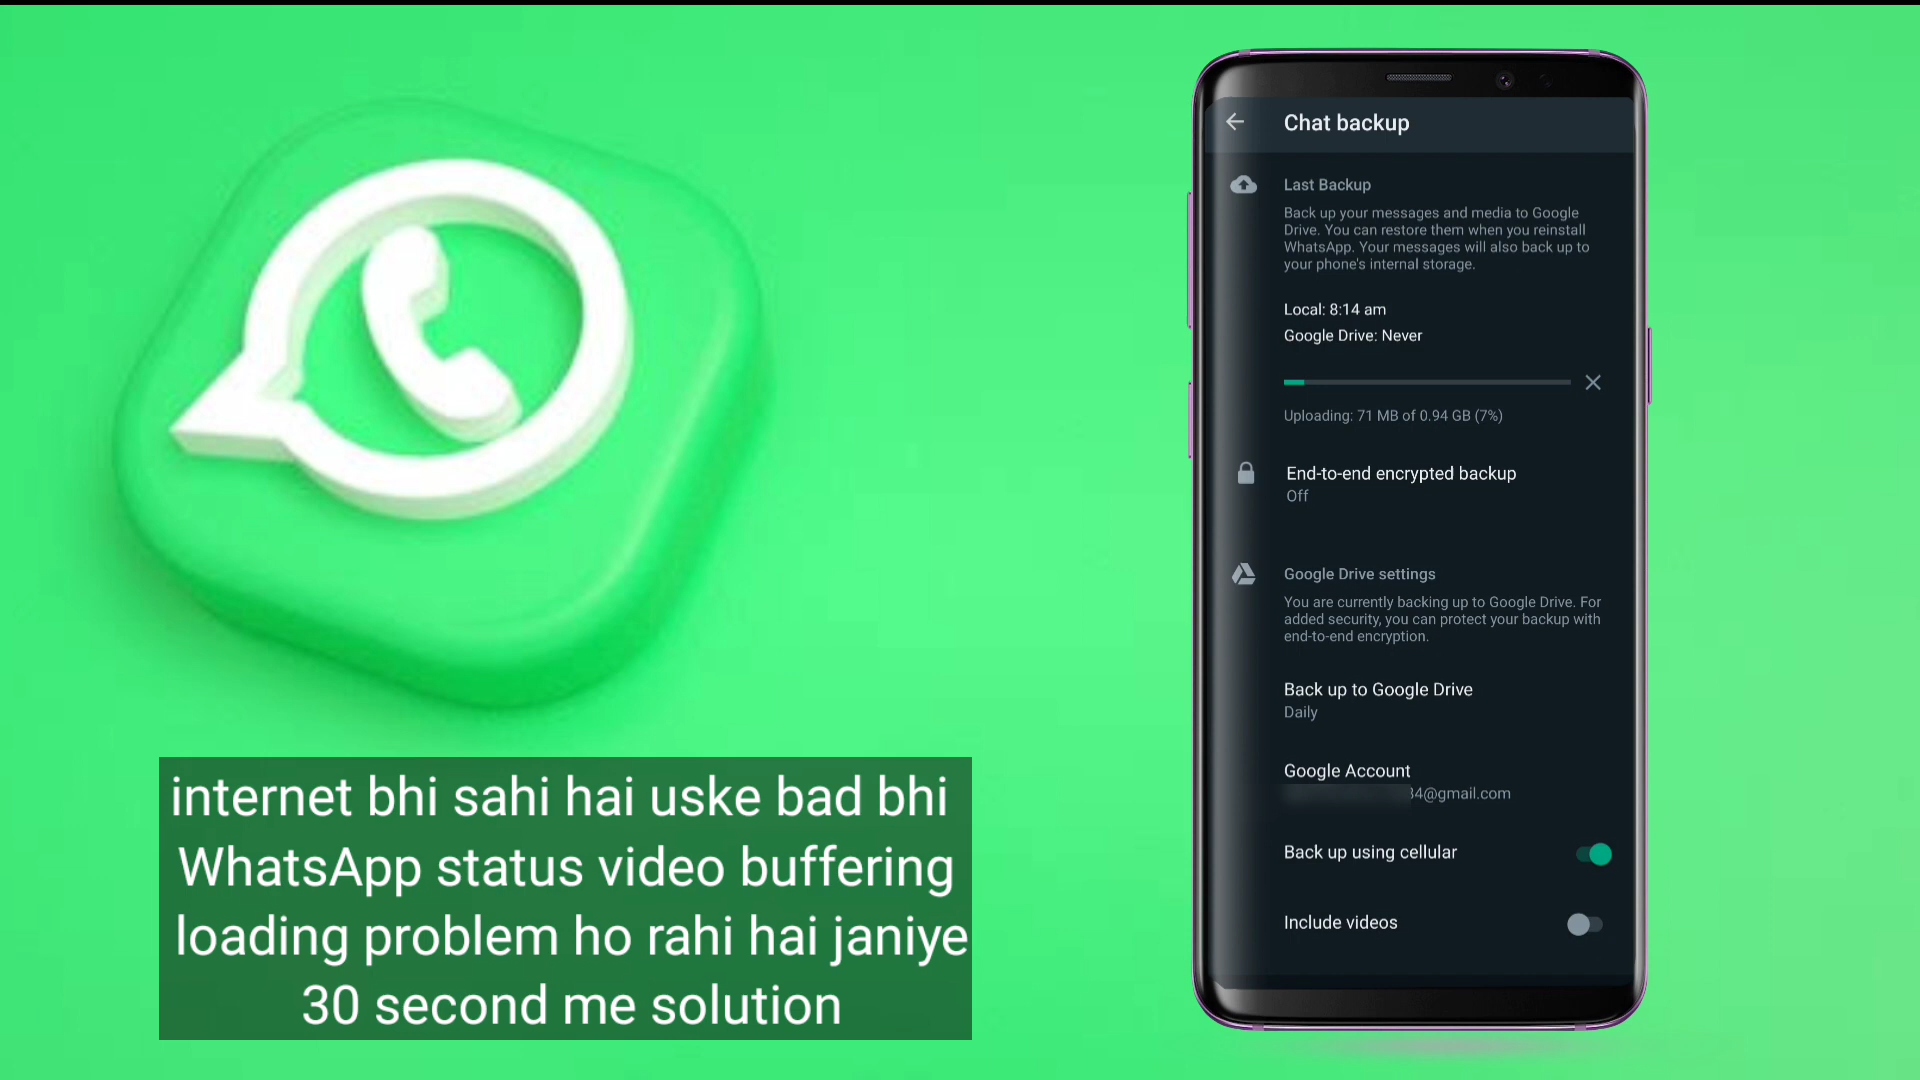 internet bhi sahi hai uske bad bhi
WhatsApp status video buffering
loading problem ho rahi hai janiye
30 second me solution
Chat backup
Last Backup
Back up your messages and media to Google
Drive. You can restore them when you reinstall
WhatsApp. Your messages will also back up to
your phone's internal storage.
Local: 8:14 am
Google Drive: Never
Uploading: 71 MB of 0.94 GB (7%)
End-to-end encrypted backup
Off
Google Drive settings
You are currently backing up to Google Drive. For
added security, you can protect your backup with
end-to-end encryption.
Back up to Google Drive
Daily
Google Account
34@gmail.com
Back up using cellular
Include videos